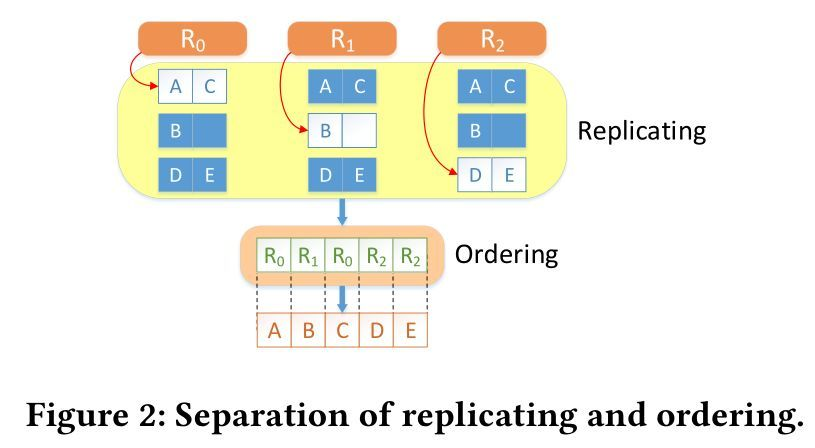 R₀ R₁ R₂
A C A C A C
B B B
Replicating
D E D E D E
R₀ R₁ R₀ R₂ R₂
Ordering
A B C D E
Figure 2: Separation of replicating and ordering.